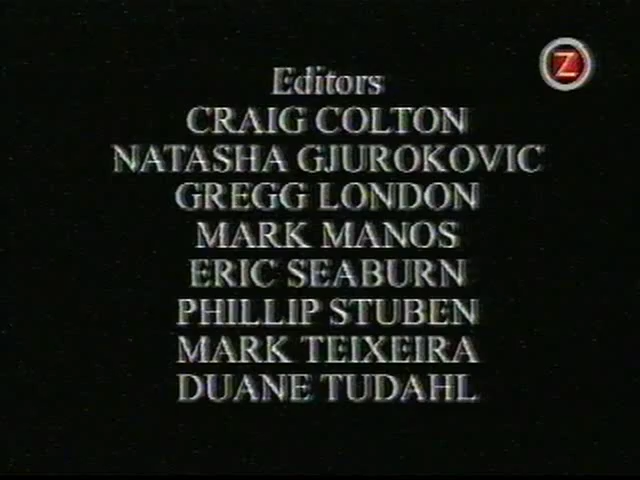 Editors
CRAIG COLTON
NATASHA GJUROKOVIC
GREGG LONDON
MARK MANOS
ERIC SEABURN
PHILLIP STUBEN
MARK TEIXEIRA
DUANE TUDAHL
Z